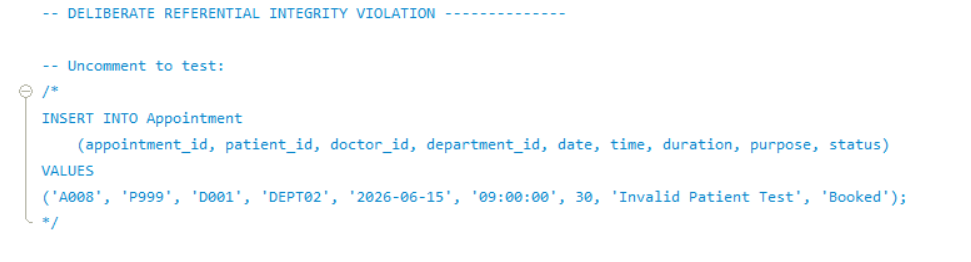 -- DELIBERATE REFERENTIAL INTEGRITY VIOLATION --------------
-- Uncomment to test:
/*
INSERT INTO Appointment
(appointment_id, patient_id, doctor_id, department_id, date, time, duration, purpose, status)
VALUES
('A008', 'P999', 'D001', 'DEPT02', '2026-06-15', '09:00:00', 30, 'Invalid Patient Test', 'Booked');
*/